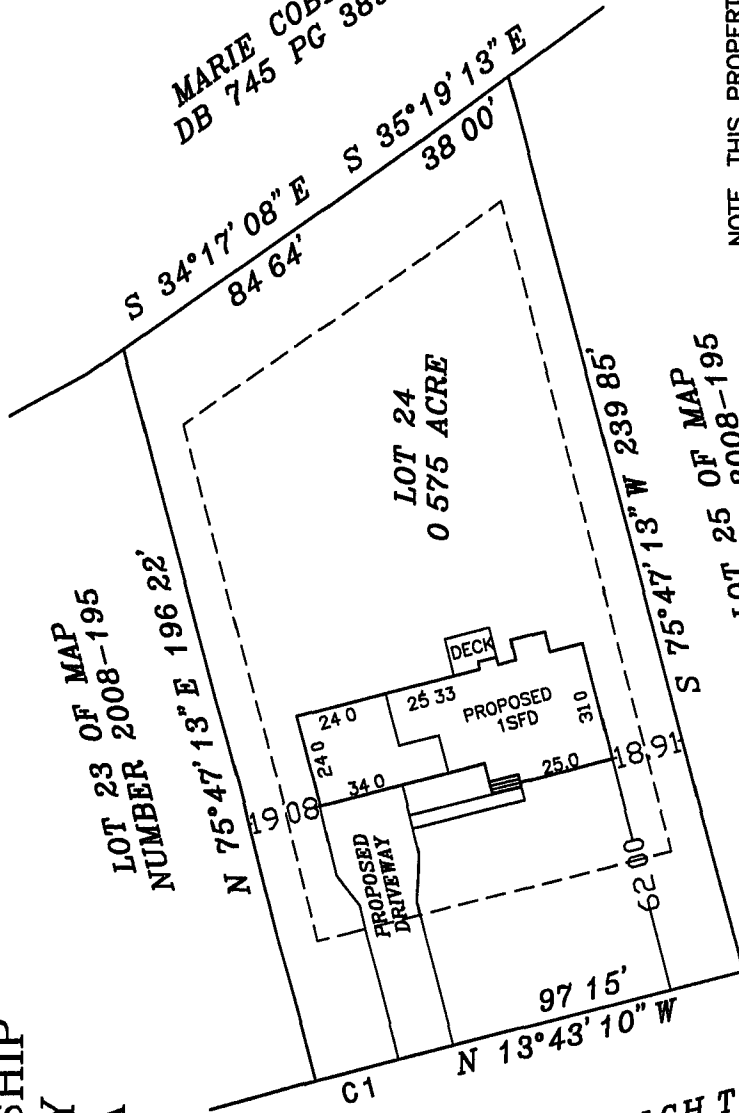 MARIE
DB 745 PG
NOTE THIS
S 34°17'08" E
84 64'
S 35°19'13" E
38 00'
LOT 24
0 575 ACRE
S 75°47'13" W 239 85'
LOT 25 OF MAP
2008-195
LOT 23 OF MAP
NUMBER 2008-195
N 75°47'13" E 196 22'
DECK
24 0
25 33
PROPOSED
1SFD
31 0
24 0
34.0
25.0
18.91
19 08
PROPOSED
DRIVEWAY
62 00
97 15'
N 13°43'10" W
C1